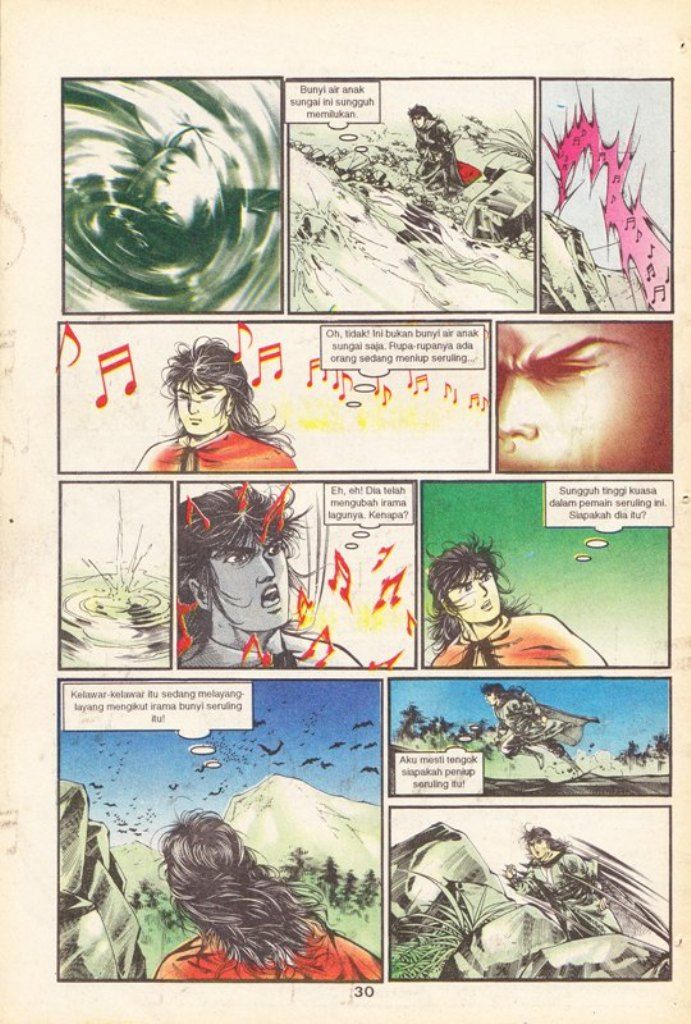 Bunyi air anak
sungai ini sungguh
memilukan.
Oh, tidak! Ini bukan bunyi air anak
sungai saja. Rupa-rupanya ada
orang sedang meniup seruling...
Eh, eh! Dia telah
mengubah irama
lagunya. Kenapa?
Sungguh tinggi kuasa
dalam pemain seruling ini.
Siapakah dia itu?
Kelawar-kelawar itu sedang melayang-
layang mengikut irama bunyi seruling
itu!
Aku mesti tengok
siapakah peniup
seruling itu!
30